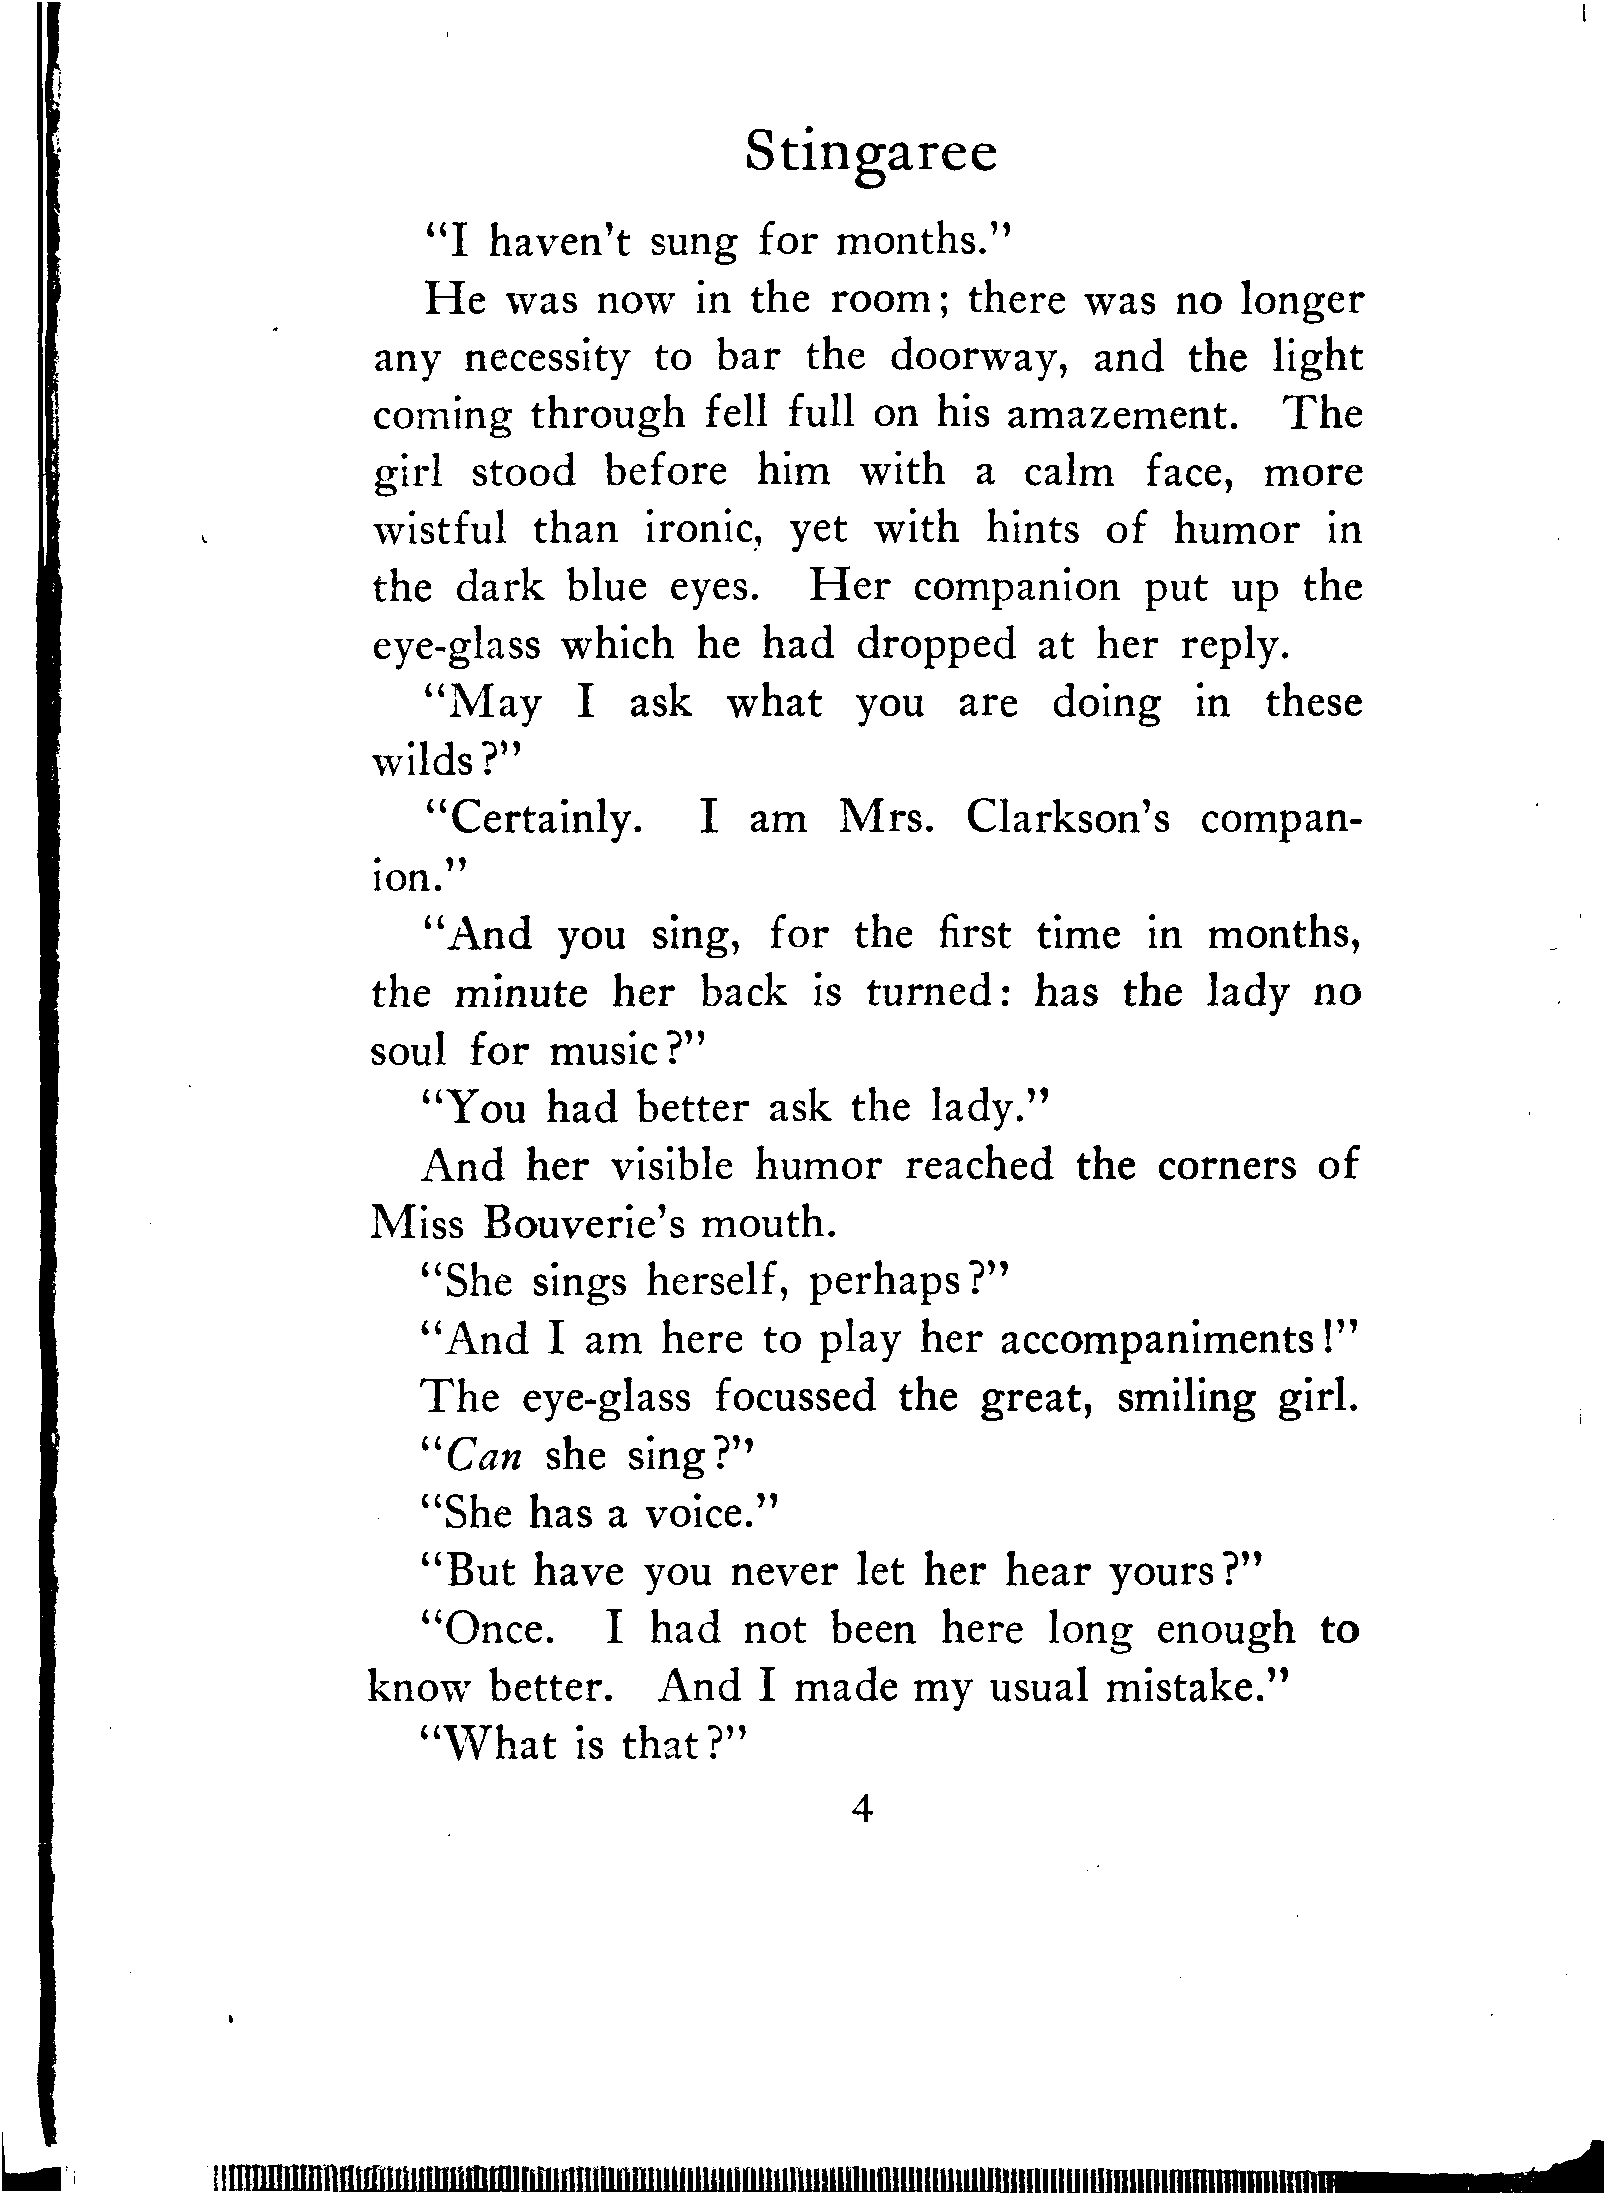 Stingaree
"I haven't sung for months."
He was now in the room; there was no longer
any necessity to bar the doorway, and the light
coming through fell full on his amazement. The
girl stood before him with a calm face, more
wistful than ironic, yet with hints of humor in
the dark blue eyes. Her companion put up the
eye-glass which he had dropped at her reply.
"May I ask what you are doing in these
wilds?"
"Certainly. I am Mrs. Clarkson's compan-
ion."
"And you sing, for the first time in months,
the minute her back is turned: has the lady no
soul for music?"
"You had better ask the lady."
And her visible humor reached the corners of
Miss Bouverie's mouth.
"She sings herself, perhaps?"
"And I am here to play her accompaniments!"
The eye-glass focussed the great, smiling girl.
"Can she sing?"
"She has a voice."
"But have you never let her hear yours?"
"Once. I had not been here long enough to
know better. And I made my usual mistake."
"What is that?"
4